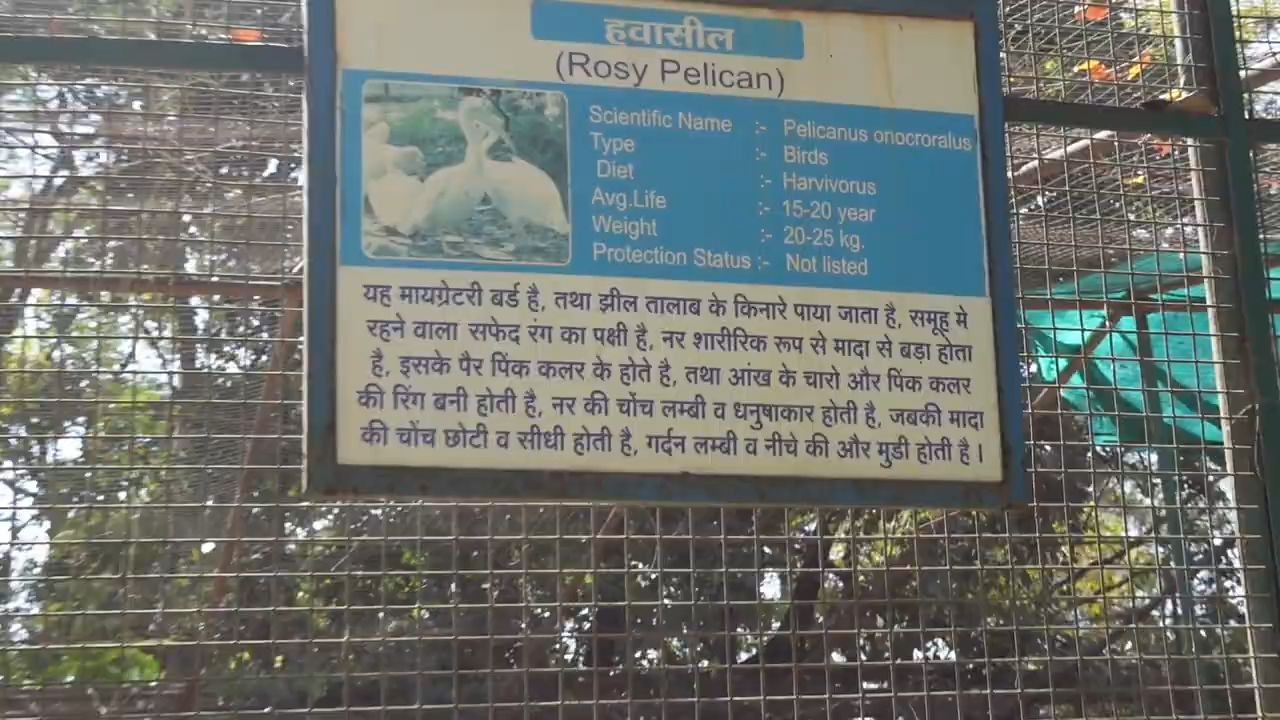 हवासील
(Rosy Pelican)
Scientific Name :- Pelicanus onocroralus
Type :- Birds
Diet :- Harvivorus
Avg.Life :- 15-20 year
Weight :- 20-25 kg.
Protection Status :- Not listed
यह मायग्रेटरी बर्ड है, तथा झील तालाब के किनारे पाया जाता है, समूह मे
रहने वाला सफेद रंग का पक्षी है, नर शारीरिक रूप से मादा से बड़ा होता
है, इसके पैर पिंक कलर के होते है, तथा आंख के चारो और पिंक कलर
की रिंग बनी होती है, नर की चोंच लम्बी व धनुषाकार होती है, जबकी मादा
की चोंच छोटी व सीधी होती है, गर्दन लम्बी व नीचे की और मुडी होती है।